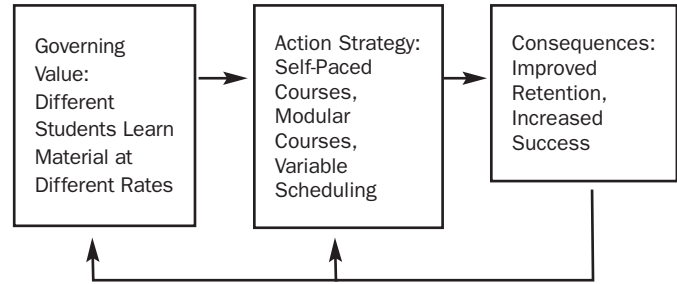 Governing
Value:
Different
Students Learn
Material at
Different Rates
Action Strategy:
Self-Paced
Courses,
Modular
Courses,
Variable
Scheduling
Consequences:
Improved
Retention,
Increased
Success